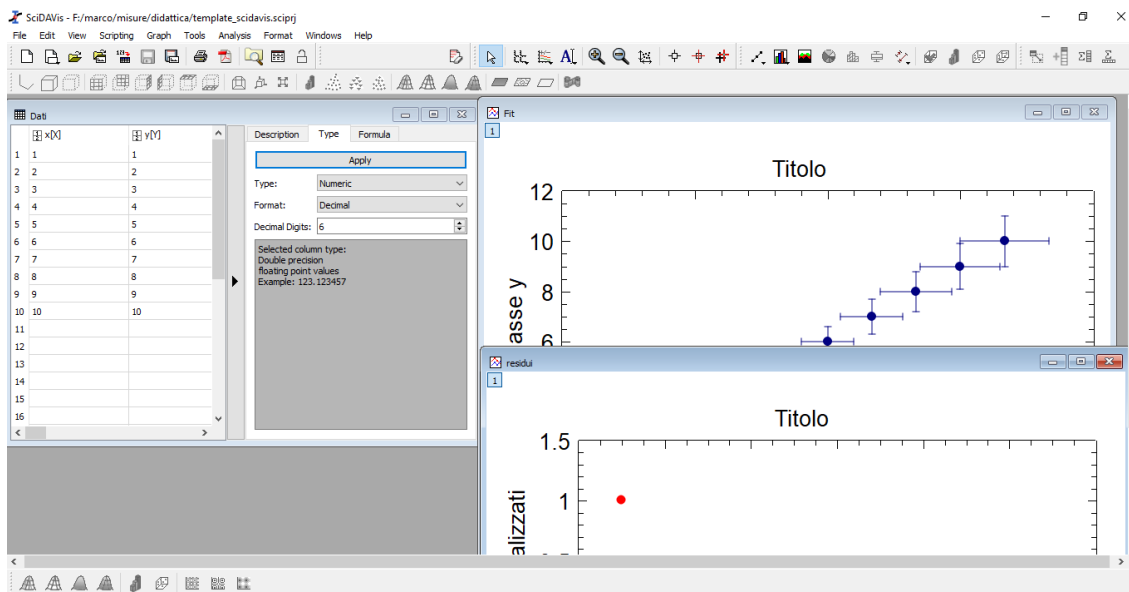 SciDAVis - F:/marco/misure/didattica/template_scidavis.sciprj
File Edit View Scripting Graph Tools Analysis Format Windows Help
Dati
x[X] y[Y]
1 1 1
2 2 2
3 3 3
4 4 4
5 5 5
6 6 6
7 7 7
8 8 8
9 9 9
10 10 10
11
12
13
14
15
16
Description Type Formula
Apply
Type: Numeric
Format: Decimal
Decimal Digits: 6
Selected column type:
Double precision
floating point values
Example: 123.123457
Fit
1
Titolo
12
10
8
6
asse y
residui
1
Titolo
1.5
1
alizzati